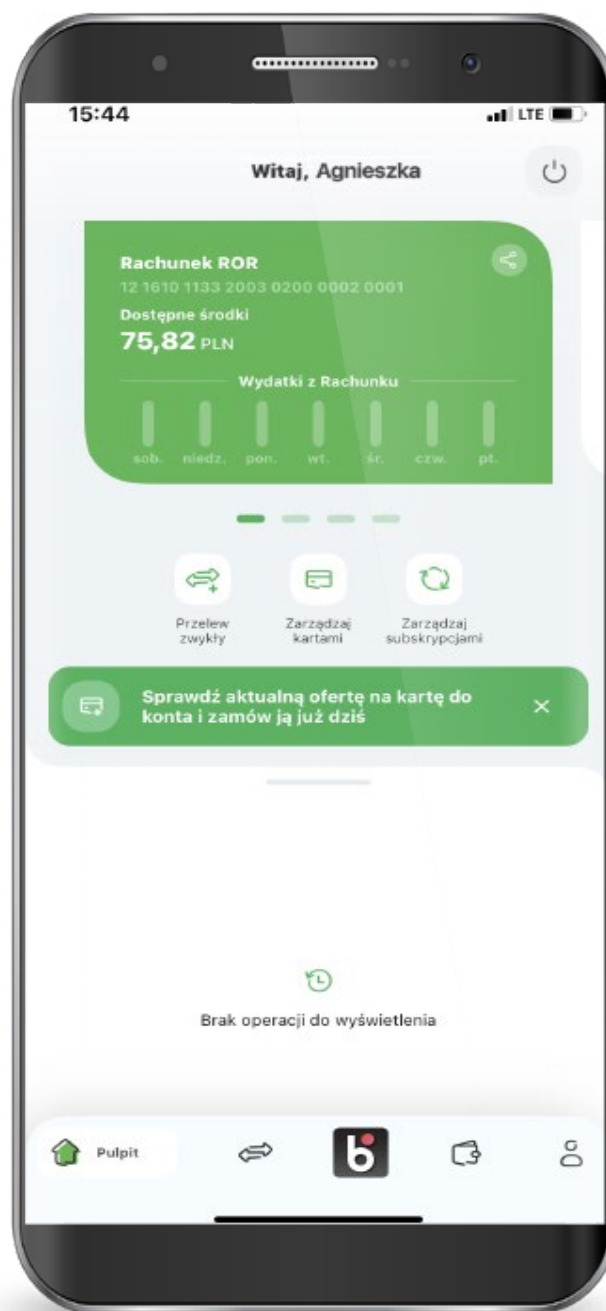 15:44
LTE
Witaj, Agnieszka
Rachunek ROR
12 1610 1133 2003 0200 0002 0001
Dostępne środki
75,82 PLN
Wydatki z Rachunku
sob. niedz. pon. wt. śr. czw. pt.
Przelew
zwykły
Zarządzaj
kartami
Zarządzaj
subskrypcjami
Sprawdź aktualną ofertę na kartę do
konta i zamów ją już dziś
Brak operacji do wyświetlenia
Pulpit
b